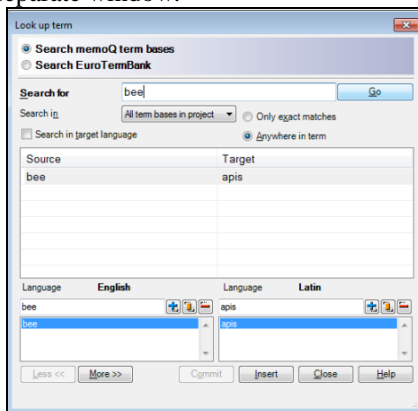 separate window.
Look up term
Search memoQ term bases
Search EuroTermBank
Search for bee Go
Search in All term bases in project Only exact matches
Search in target language Anywhere in term
Source Target
bee apis
Language English Language Latin
bee apis
bee apis
Less << More >> Commit Insert Close Help